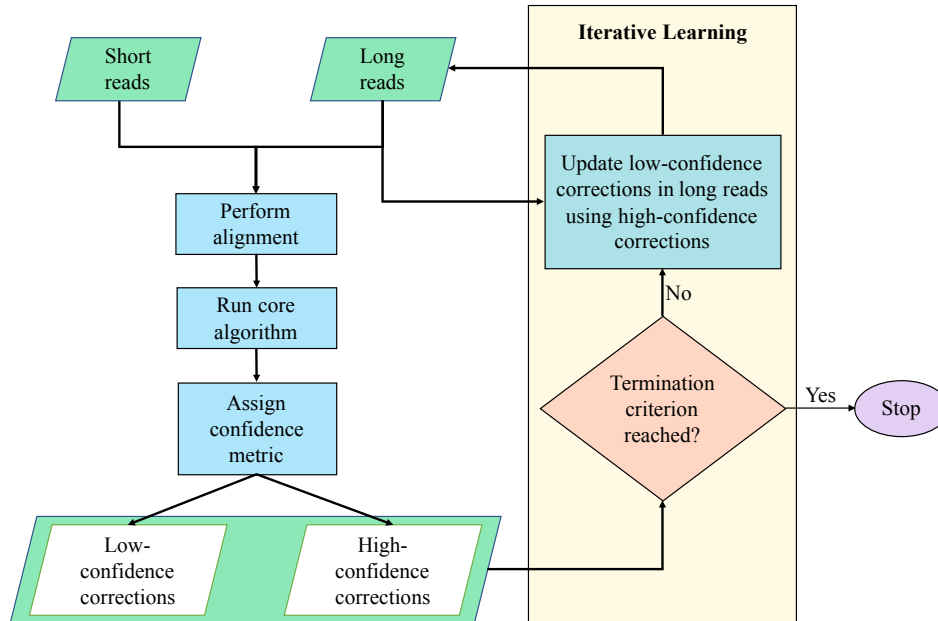 Short
reads
Long
reads
Iterative Learning
Update low-confidence
corrections in long reads
using high-confidence
corrections
Perform
alignment
No
Run core
algorithm
Termination
criterion
reached?
Yes
Stop
Assign
confidence
metric
Low-
confidence
corrections
High-
confidence
corrections